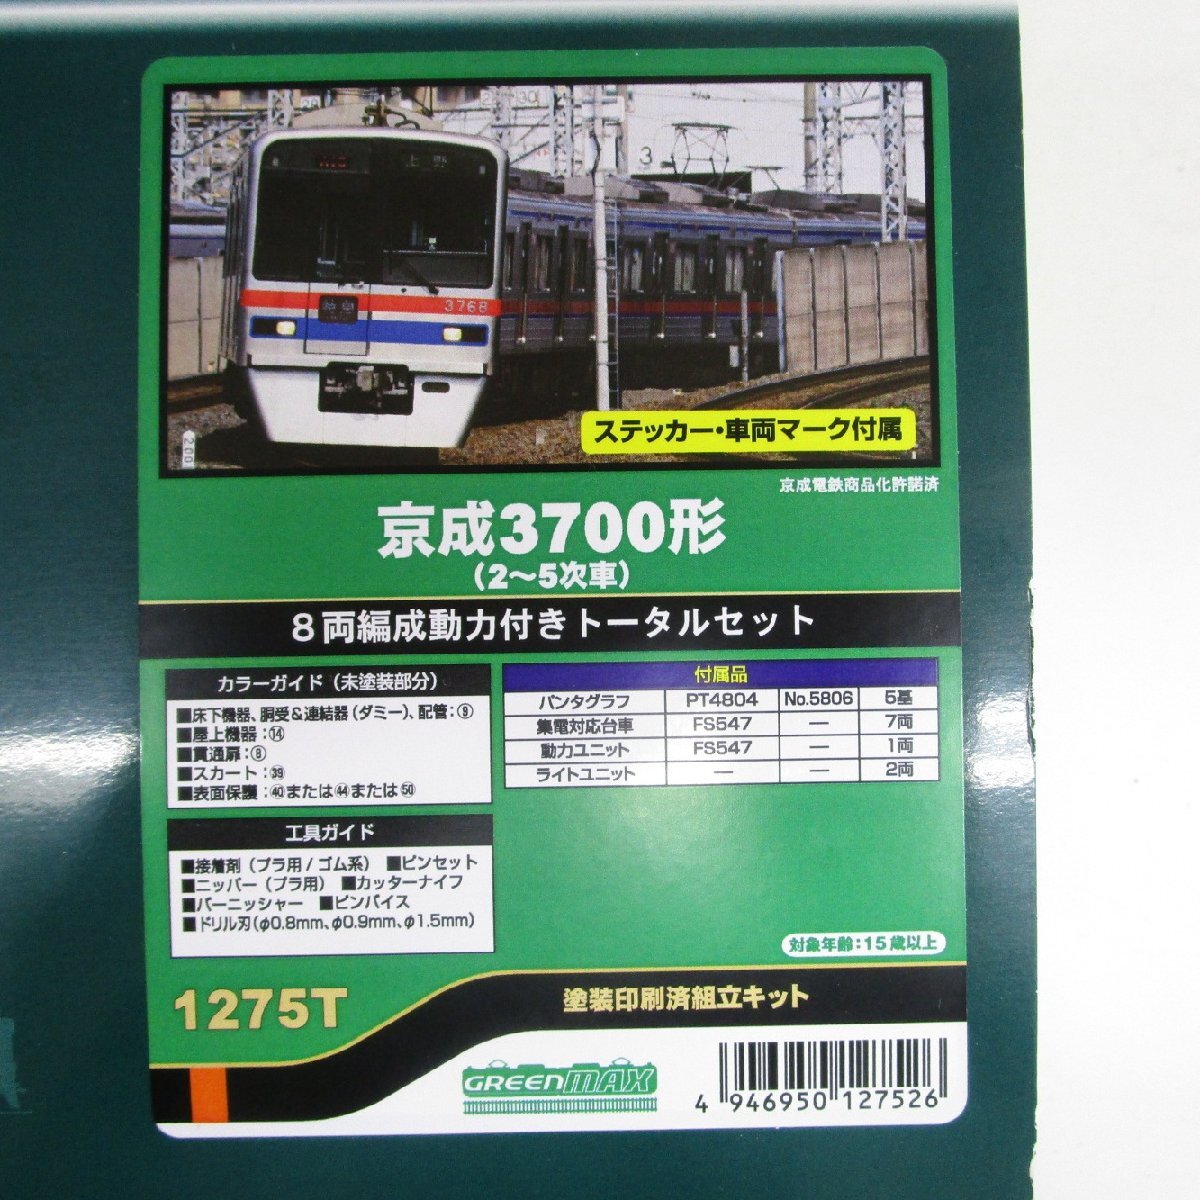 上野
3
3768
ステッカー・車両マーク付属
京成電鉄商品化許諾済
京成3700形
(2〜5次車)
8両編成動力付きトータルセット
カラーガイド(未塗装部分)
■床下機器、胴受&連結器(ダミー)、配管:⑨
■屋上機器:⑭
■貫通扉:⑧
■スカート:㊴
■表面保護:㊵または㊹または㊿
工具ガイド
■接着剤(プラ用/ゴム系) ■ピンセット
■ニッパー(プラ用) ■カッターナイフ
■バーニッシャー ■ピンバイス
■ドリル刃(φ0.8mm、φ0.9mm、φ1.5mm)
付属品
パンタグラフ PT4804 No.5806 5基
集電対応台車 FS547 — 7両
動力ユニット FS547 — 1両
ライトユニット — — 2両
対象年齢:15歳以上
1275T
塗装印刷済組立キット
GREENMAX
4 946950 127526